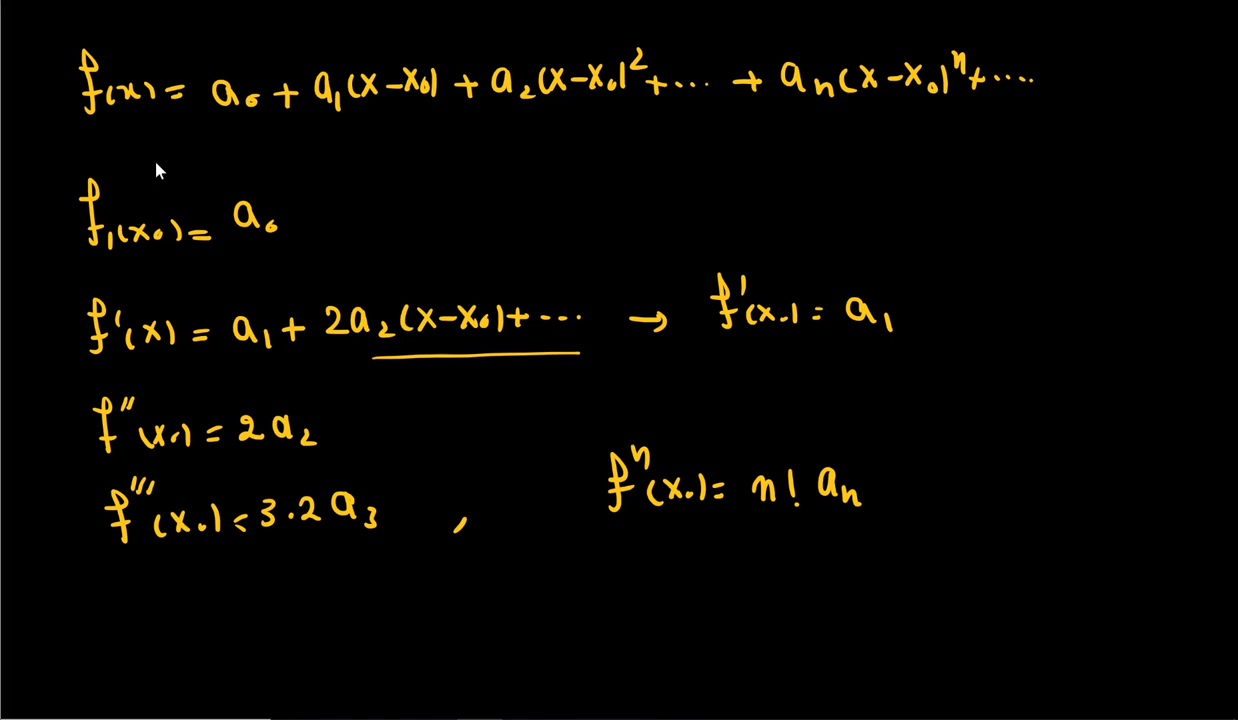 f(x) = a₀ + a₁(x-x₀) + a₂(x-x₀)² + .... + aₙ(x-x₀)ⁿ + ....
f₁(x₀) = a₀
f'(x) = a₁ + 2a₂(x-x₀) + ... → f'(x₀) = a₁
f''(x₀) = 2a₂
f'''(x₀) = 3.2a₃ , fⁿ(x₀) = n! aₙ